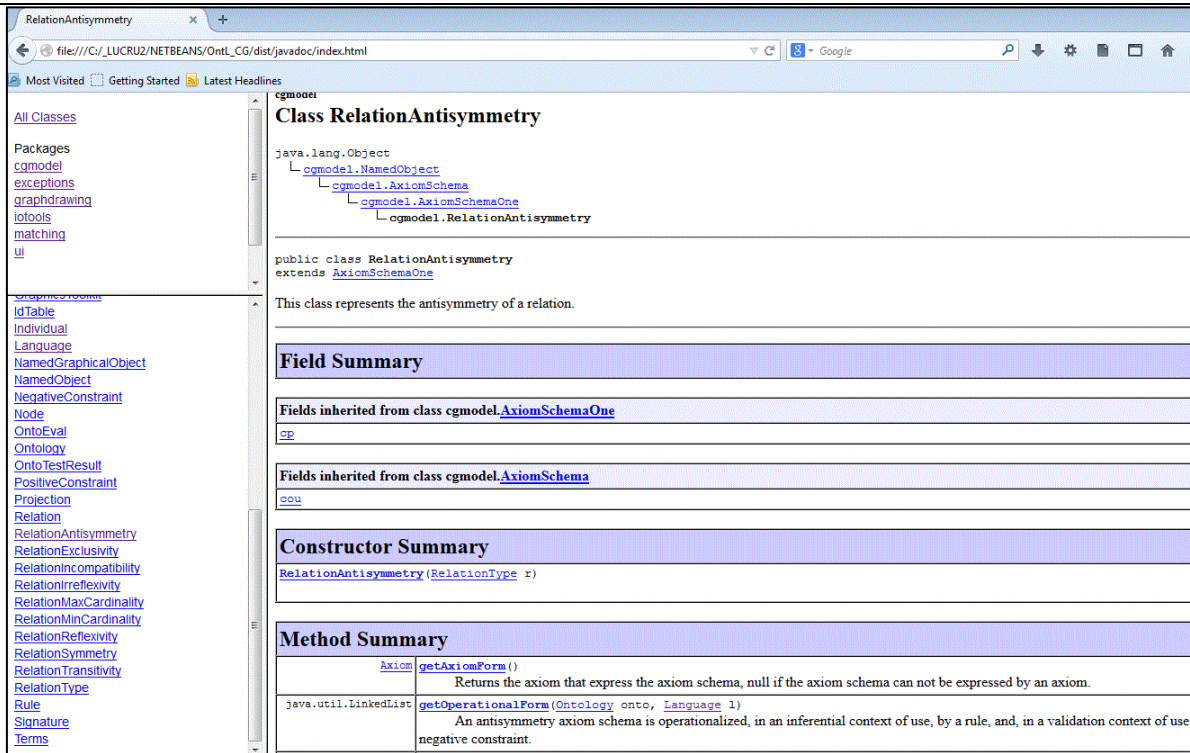 RelationAntisymmetry × +
file:///C:/_LUCRU2/NETBEANS/OntL_CG/dist/javadoc/index.html
Google
Most Visited Getting Started Latest Headlines
All Classes
Packages
cgmodel
exceptions
graphdrawing
iotools
matching
ui
GraphicsToolkit
IdTable
Individual
Language
NamedGraphicalObject
NamedObject
NegativeConstraint
Node
OntoEval
Ontology
OntoTestResult
PositiveConstraint
Projection
Relation
RelationAntisymmetry
RelationExclusivity
RelationIncompatibility
RelationIrreflexivity
RelationMaxCardinality
RelationMinCardinality
RelationReflexivity
RelationSymmetry
RelationTransitivity
RelationType
Rule
Signature
Terms
cgmodel
Class RelationAntisymmetry
java.lang.Object
cgmodel.NamedObject
cgmodel.AxiomSchema
cgmodel.AxiomSchemaOne
cgmodel.RelationAntisymmetry
public class RelationAntisymmetry
extends AxiomSchemaOne
This class represents the antisymmetry of a relation.
Field Summary
Fields inherited from class cgmodel.AxiomSchemaOne
cp
Fields inherited from class cgmodel.AxiomSchema
cou
Constructor Summary
RelationAntisymmetry(RelationType r)
Method Summary
Axiom getAxiomForm()
Returns the axiom that express the axiom schema, null if the axiom schema can not be expressed by an axiom.
java.util.LinkedList getOperationalForm(Ontology onto, Language l)
An antisymmetry axiom schema is operationalized, in an inferential context of use, by a rule, and, in a validation context of use
negative constraint.